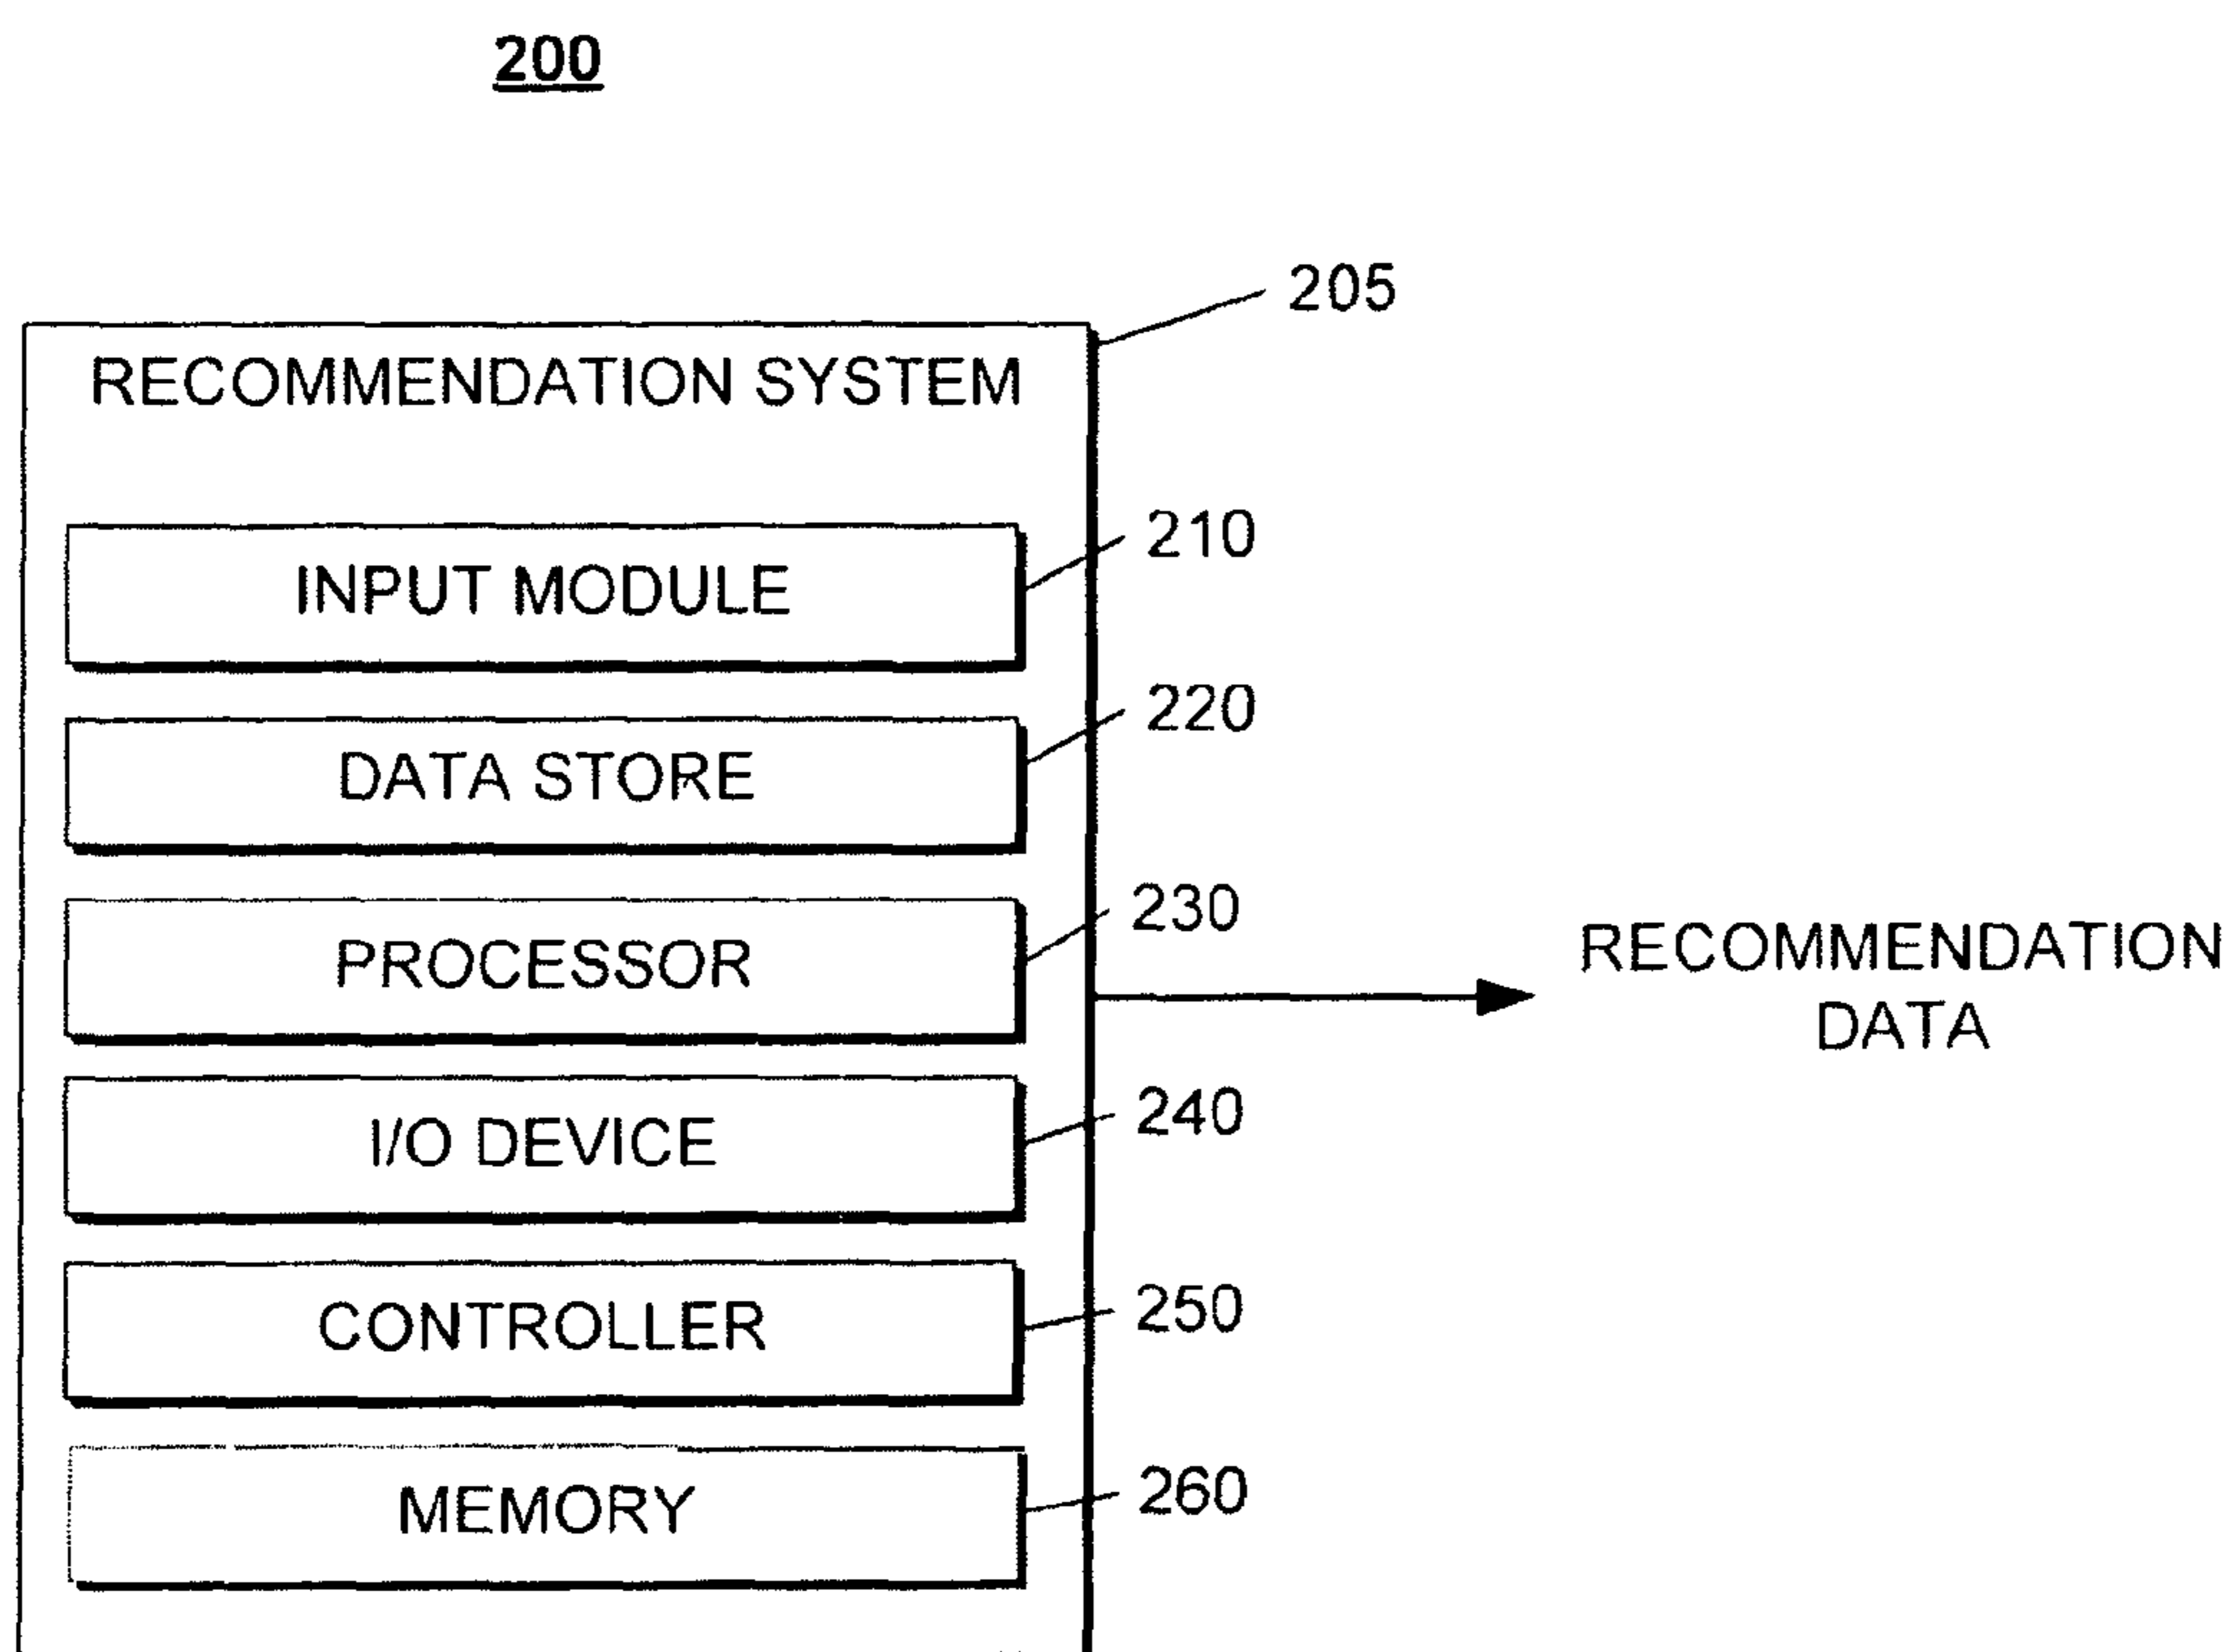 200
205
RECOMMENDATION SYSTEM
210
INPUT MODULE
220
DATA STORE
230
PROCESSOR
RECOMMENDATION
DATA
240
I/O DEVICE
250
CONTROLLER
260
MEMORY